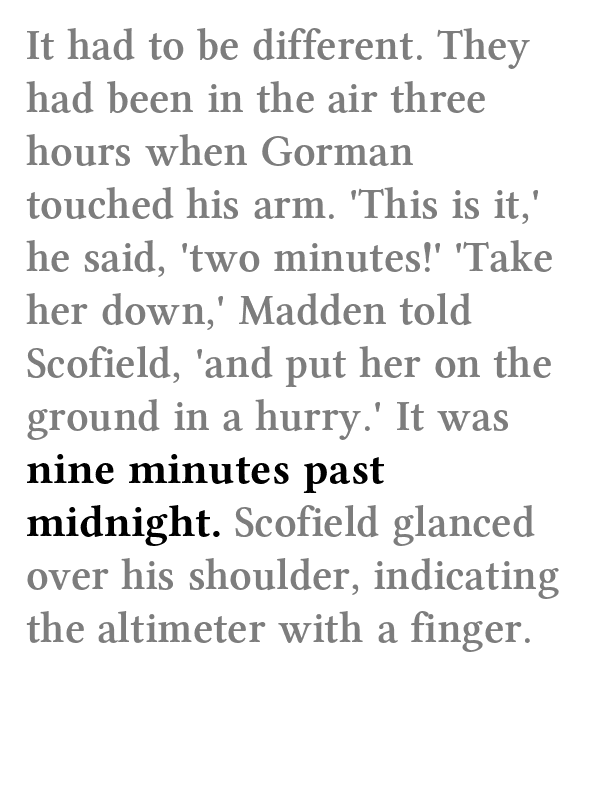 It had to be different. They
had been in the air three
hours when Gorman
touched his arm. 'This is it,'
he said, 'two minutes!' 'Take
her down,' Madden told
Scofield, 'and put her on the
ground in a hurry.' It was
nine minutes past
midnight. Scofield glanced
over his shoulder, indicating
the altimeter with a finger.